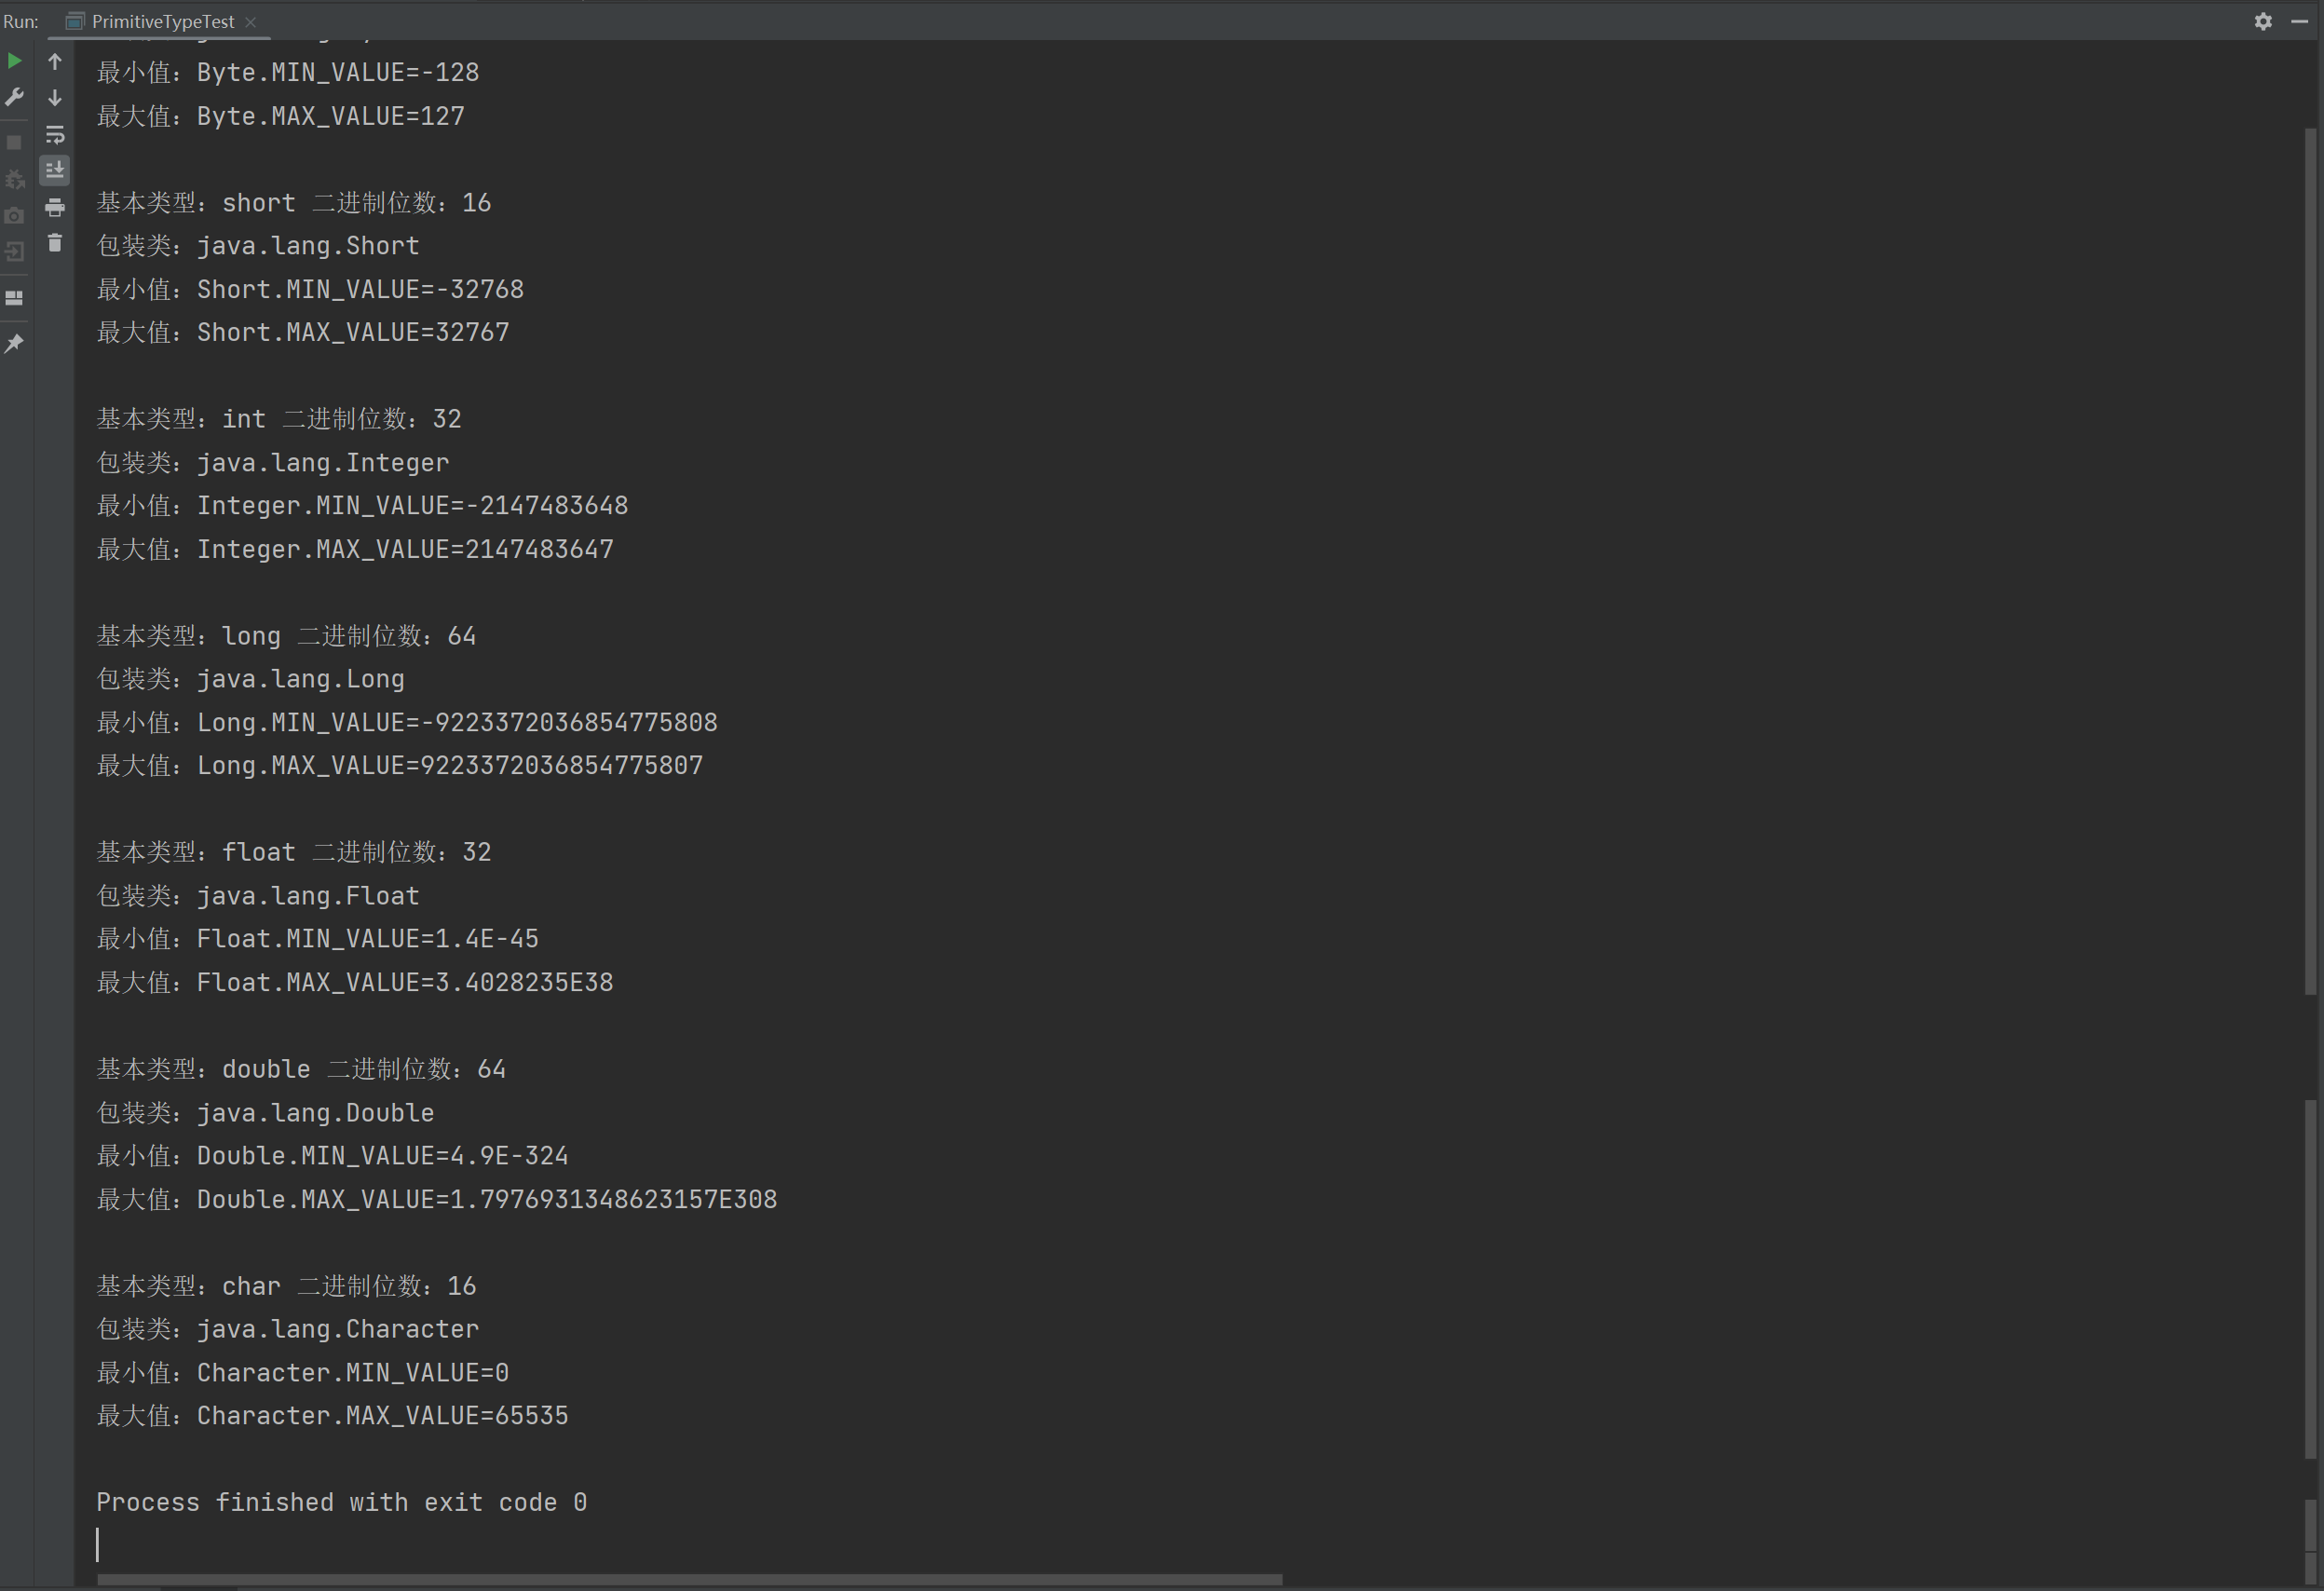 Run: PrimitiveTypeTest
最小值：Byte.MIN_VALUE=-128
最大值：Byte.MAX_VALUE=127
基本类型：short 二进制位数：16
包装类：java.lang.Short
最小值：Short.MIN_VALUE=-32768
最大值：Short.MAX_VALUE=32767
基本类型：int 二进制位数：32
包装类：java.lang.Integer
最小值：Integer.MIN_VALUE=-2147483648
最大值：Integer.MAX_VALUE=2147483647
基本类型：long 二进制位数：64
包装类：java.lang.Long
最小值：Long.MIN_VALUE=-9223372036854775808
最大值：Long.MAX_VALUE=9223372036854775807
基本类型：float 二进制位数：32
包装类：java.lang.Float
最小值：Float.MIN_VALUE=1.4E-45
最大值：Float.MAX_VALUE=3.4028235E38
基本类型：double 二进制位数：64
包装类：java.lang.Double
最小值：Double.MIN_VALUE=4.9E-324
最大值：Double.MAX_VALUE=1.7976931348623157E308
基本类型：char 二进制位数：16
包装类：java.lang.Character
最小值：Character.MIN_VALUE=0
最大值：Character.MAX_VALUE=65535
Process finished with exit code 0